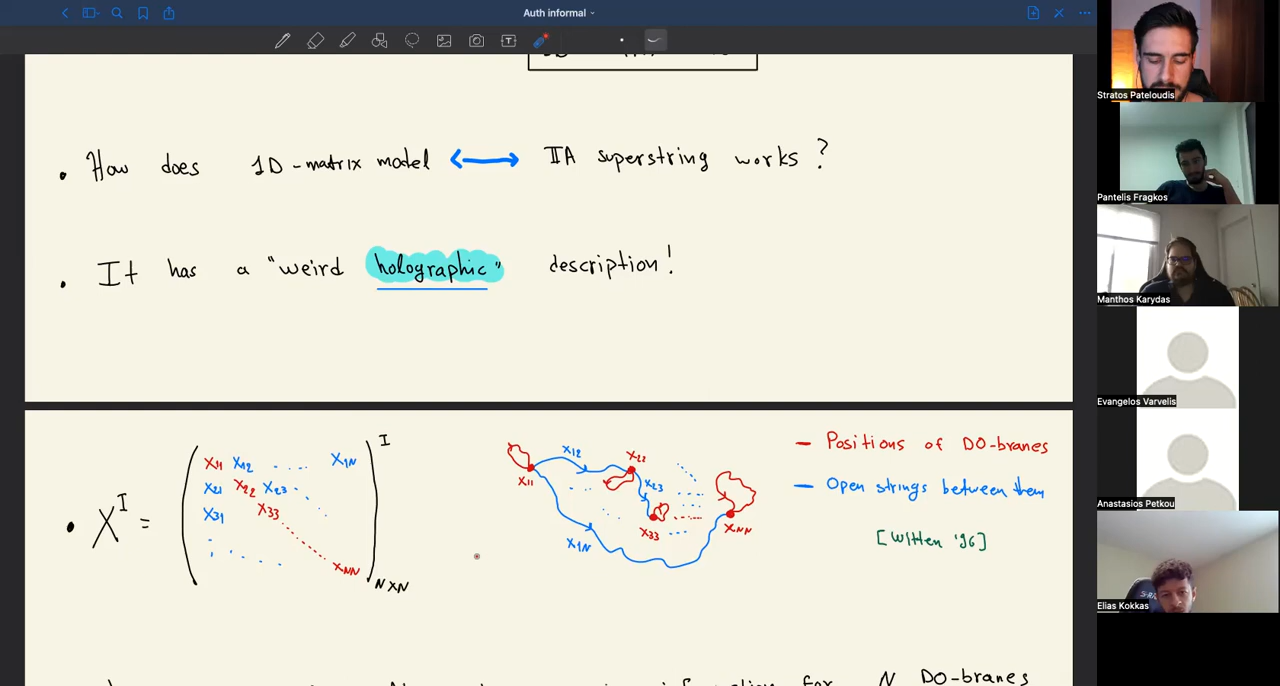 Auth informal
• How does 1D-matrix model ⟷ IIA superstring works?
• It has a "weird holographic" description!
• X^I = 
X11 X12 .... X1N
X21 X22 X23 ..
X31 X33
XNN
I
N×N
X11 X12 X22 X23 X33 X1N XNN
— Positions of D0-branes
— Open strings between them
[Witten '96]
N D0-branes
Stratos Pateloudis
Pantelis Fragkos
Manthos Karydas
Evangelos Varvelis
Anastasios Petkou
Elias Kokkas